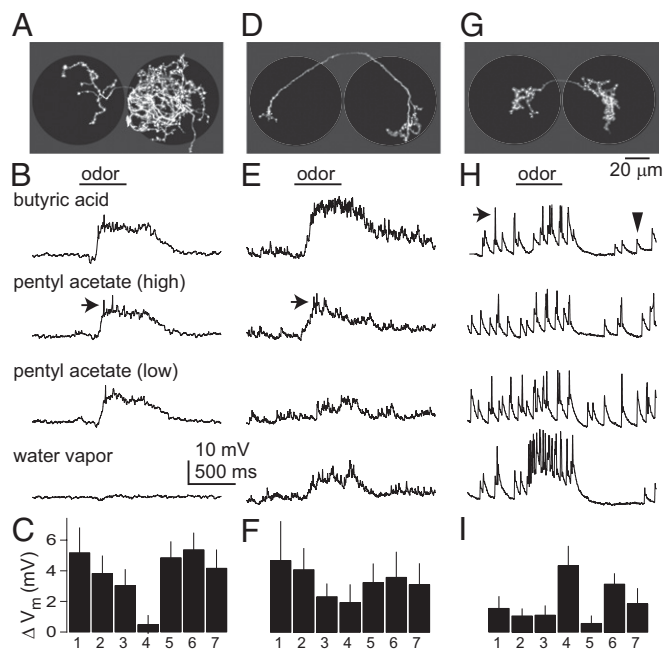 A D G
20 μm
B odor E odor H odor
butyric acid
pentyl acetate (high)
pentyl acetate (low)
water vapor
10 mV
500 ms
C F I
Δ Vm (mV)
6
4
2
0
1 2 3 4 5 6 7 1 2 3 4 5 6 7 1 2 3 4 5 6 7